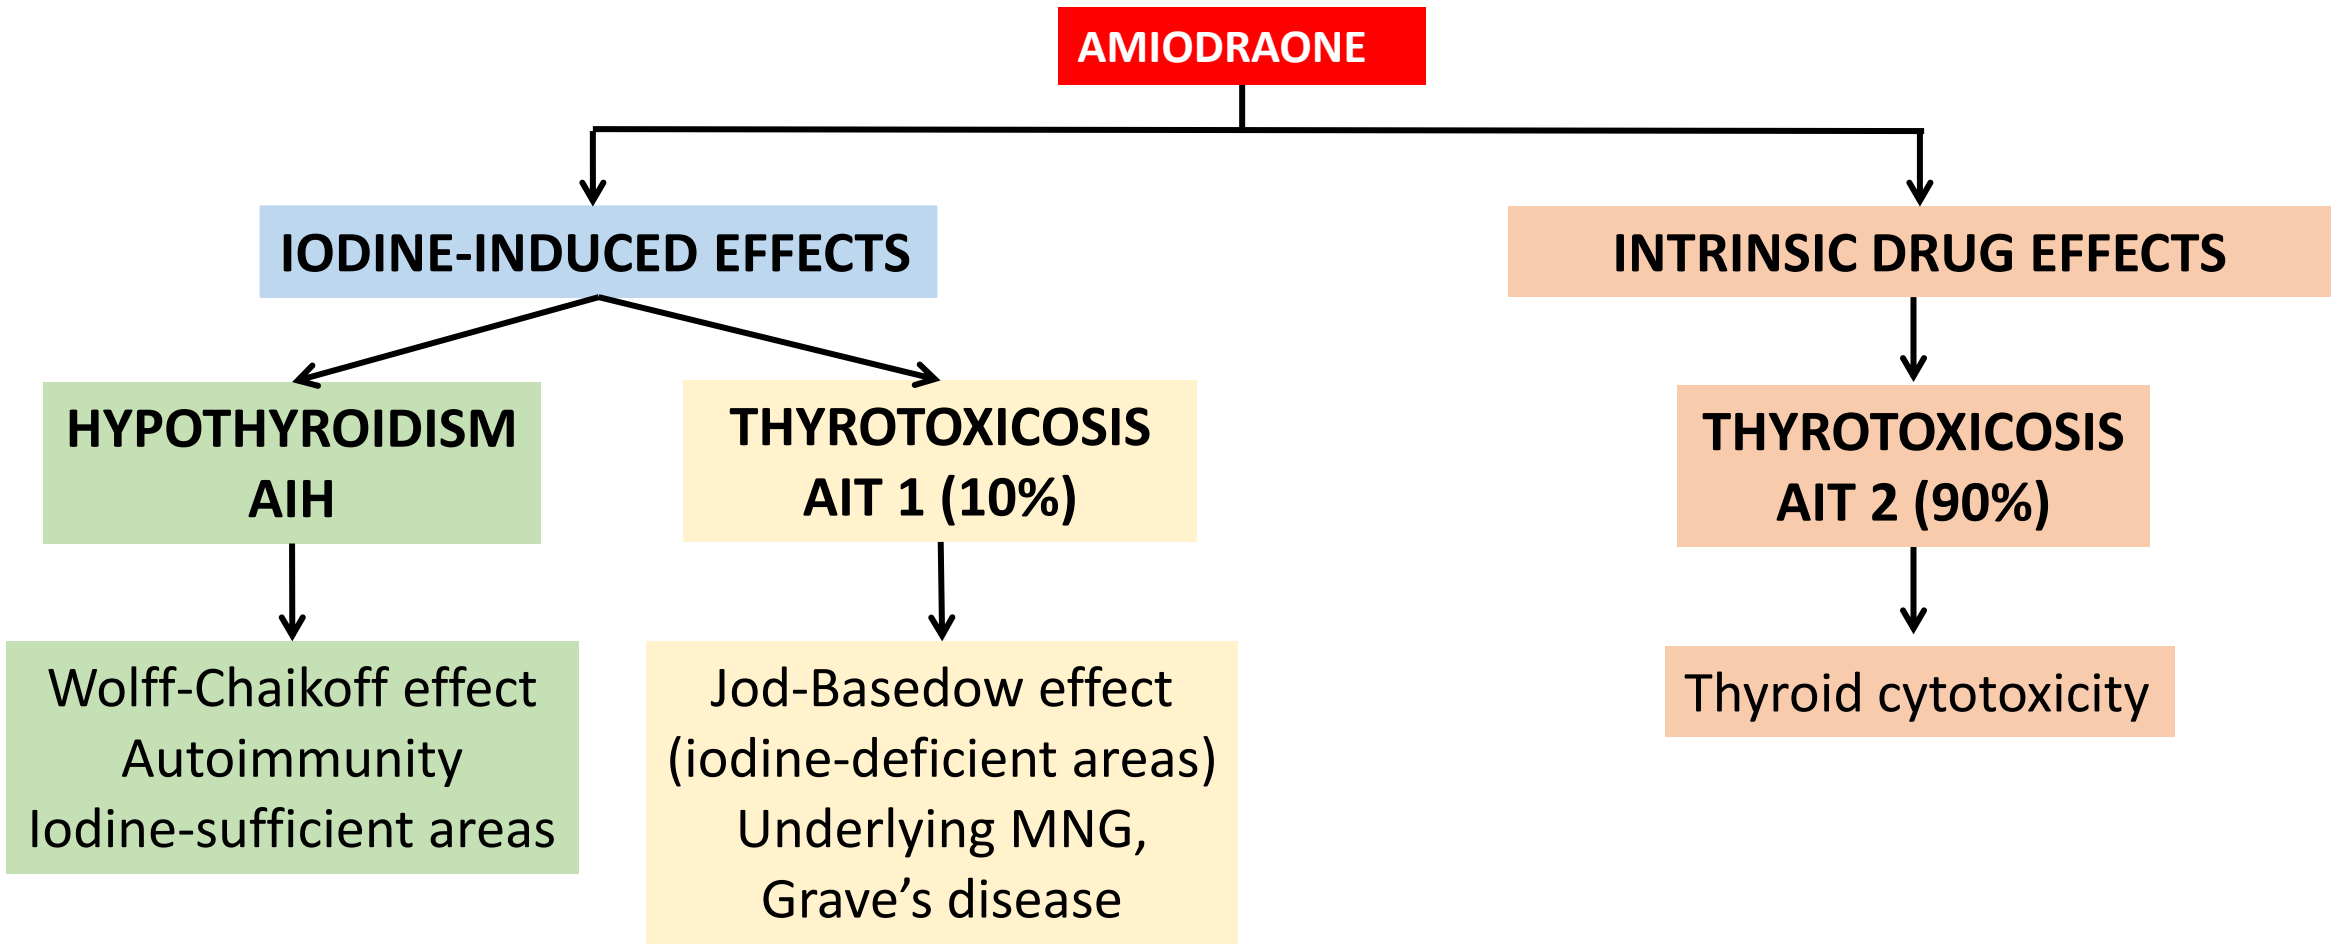 AMIODRAONE
IODINE-INDUCED EFFECTS
INTRINSIC DRUG EFFECTS
HYPOTHYROIDISM
AIH
THYROTOXICOSIS
AIT 1 (10%)
THYROTOXICOSIS
AIT 2 (90%)
Wolff-Chaikoff effect
Autoimmunity
Iodine-sufficient areas
Jod-Basedow effect
(iodine-deficient areas)
Underlying MNG,
Grave’s disease
Thyroid cytotoxicity